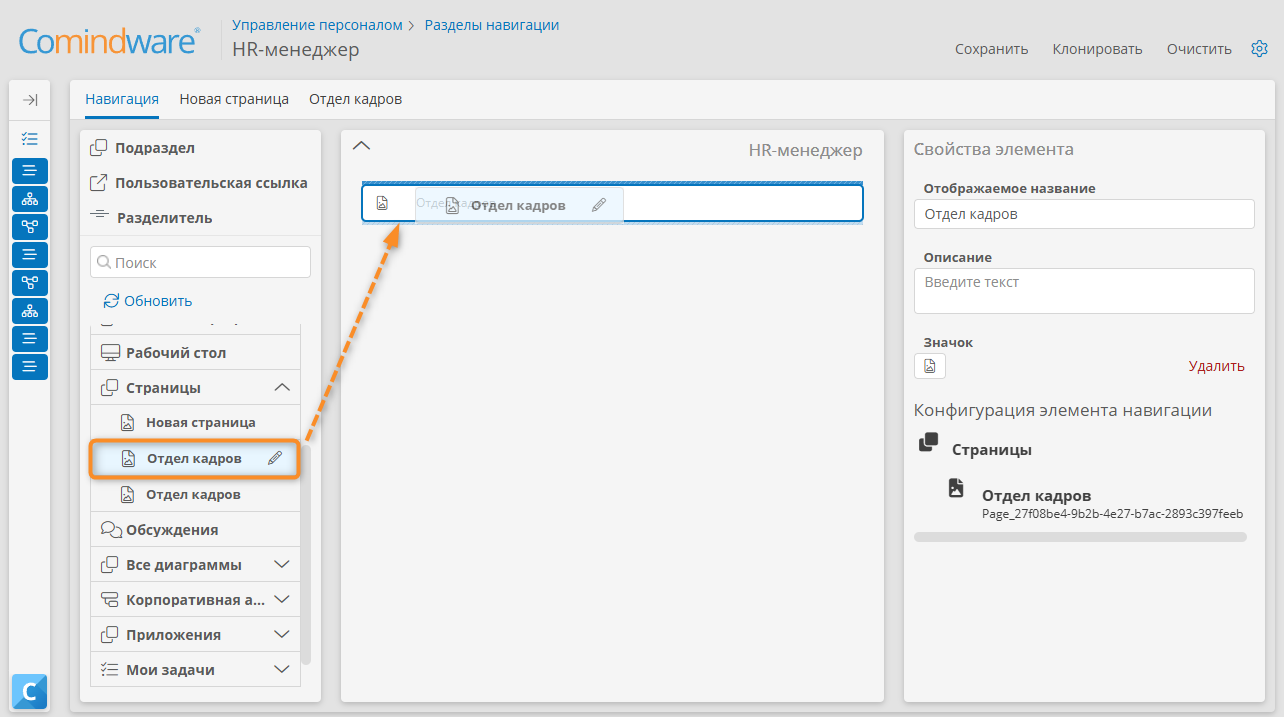 Comindware®
Управление персоналом > Разделы навигации
HR-менеджер
Сохранить Клонировать Очистить
Навигация Новая страница Отдел кадров
Подраздел
Пользовательская ссылка
Разделитель
Поиск
Обновить
Рабочий стол
Страницы
Новая страница
Отдел кадров
Отдел кадров
Обсуждения
Все диаграммы
Корпоративная а...
Приложения
Мои задачи
HR-менеджер
Отдел кадров
Свойства элемента
Отображаемое название
Отдел кадров
Описание
Введите текст
Значок
Удалить
Конфигурация элемента навигации
Страницы
Отдел кадров
Page_27f08be4-9b2b-4e27-b7ac-2893c397feeb
C